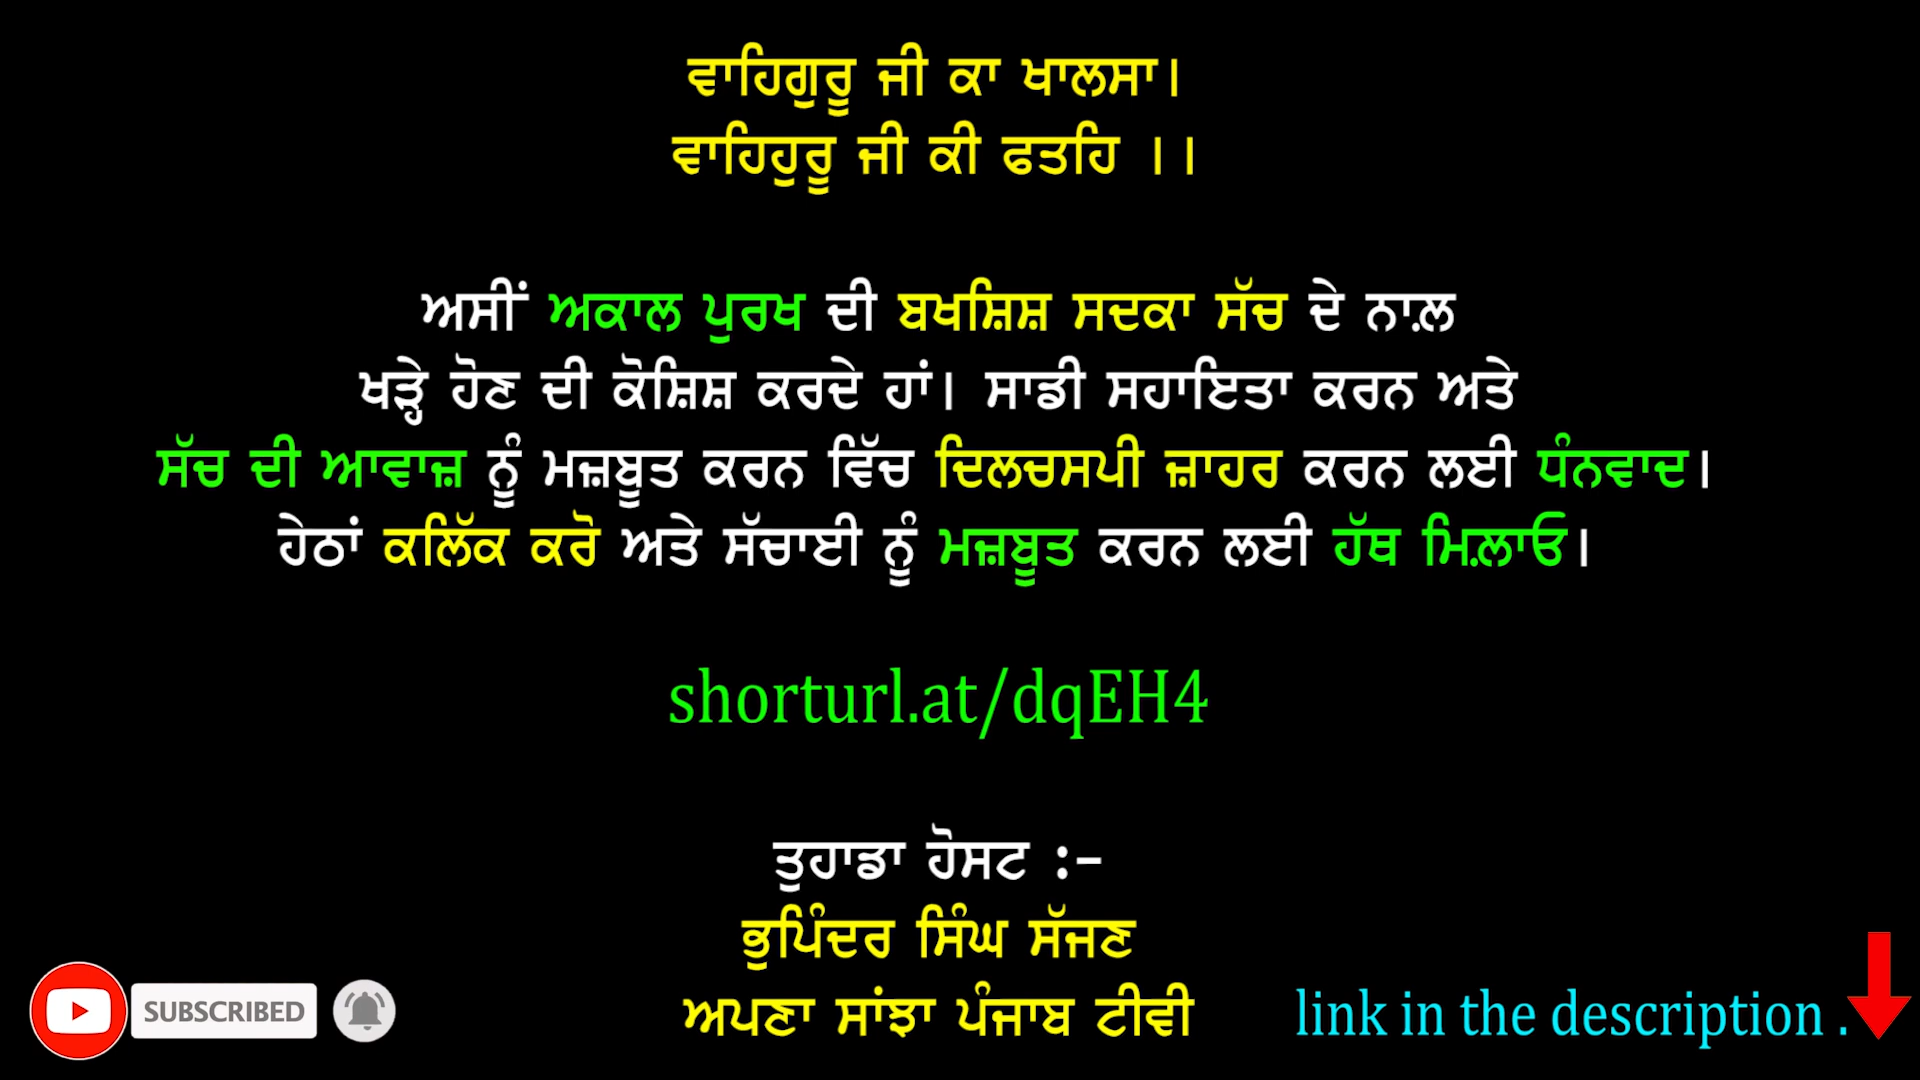 ਵਾਹਿਗੁਰੂ ਜੀ ਕਾ ਖਾਲਸਾ।
ਵਾਹਿਹੁਰੂ ਜੀ ਕੀ ਫਤਹਿ ।।
ਅਸੀਂ ਅਕਾਲ ਪੁਰਖ ਦੀ ਬਖਸ਼ਿਸ਼ ਸਦਕਾ ਸੱਚ ਦੇ ਨਾਲ਼
ਖੜ੍ਹੇ ਹੋਣ ਦੀ ਕੋਸ਼ਿਸ਼ ਕਰਦੇ ਹਾਂ। ਸਾਡੀ ਸਹਾਇਤਾ ਕਰਨ ਅਤੇ
ਸੱਚ ਦੀ ਆਵਾਜ਼ ਨੂੰ ਮਜ਼ਬੂਤ ਕਰਨ ਵਿੱਚ ਦਿਲਚਸਪੀ ਜ਼ਾਹਰ ਕਰਨ ਲਈ ਧੰਨਵਾਦ।
ਹੇਠਾਂ ਕਲਿੱਕ ਕਰੋ ਅਤੇ ਸੱਚਾਈ ਨੂੰ ਮਜ਼ਬੂਤ ਕਰਨ ਲਈ ਹੱਥ ਮਿਲ਼ਾਓ।
shorturl.at/dqEH4
ਤੁਹਾਡਾ ਹੋਸਟ :-
ਭੁਪਿੰਦਰ ਸਿੰਘ ਸੱਜਣ
ਅਪਣਾ ਸਾਂਝਾ ਪੰਜਾਬ ਟੀਵੀ
SUBSCRIBED
link in the description .